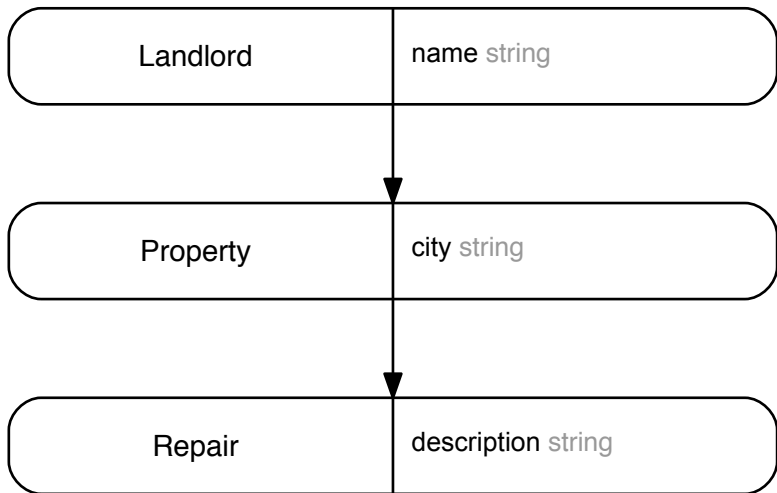 Landlord name string
Property city string
Repair description string